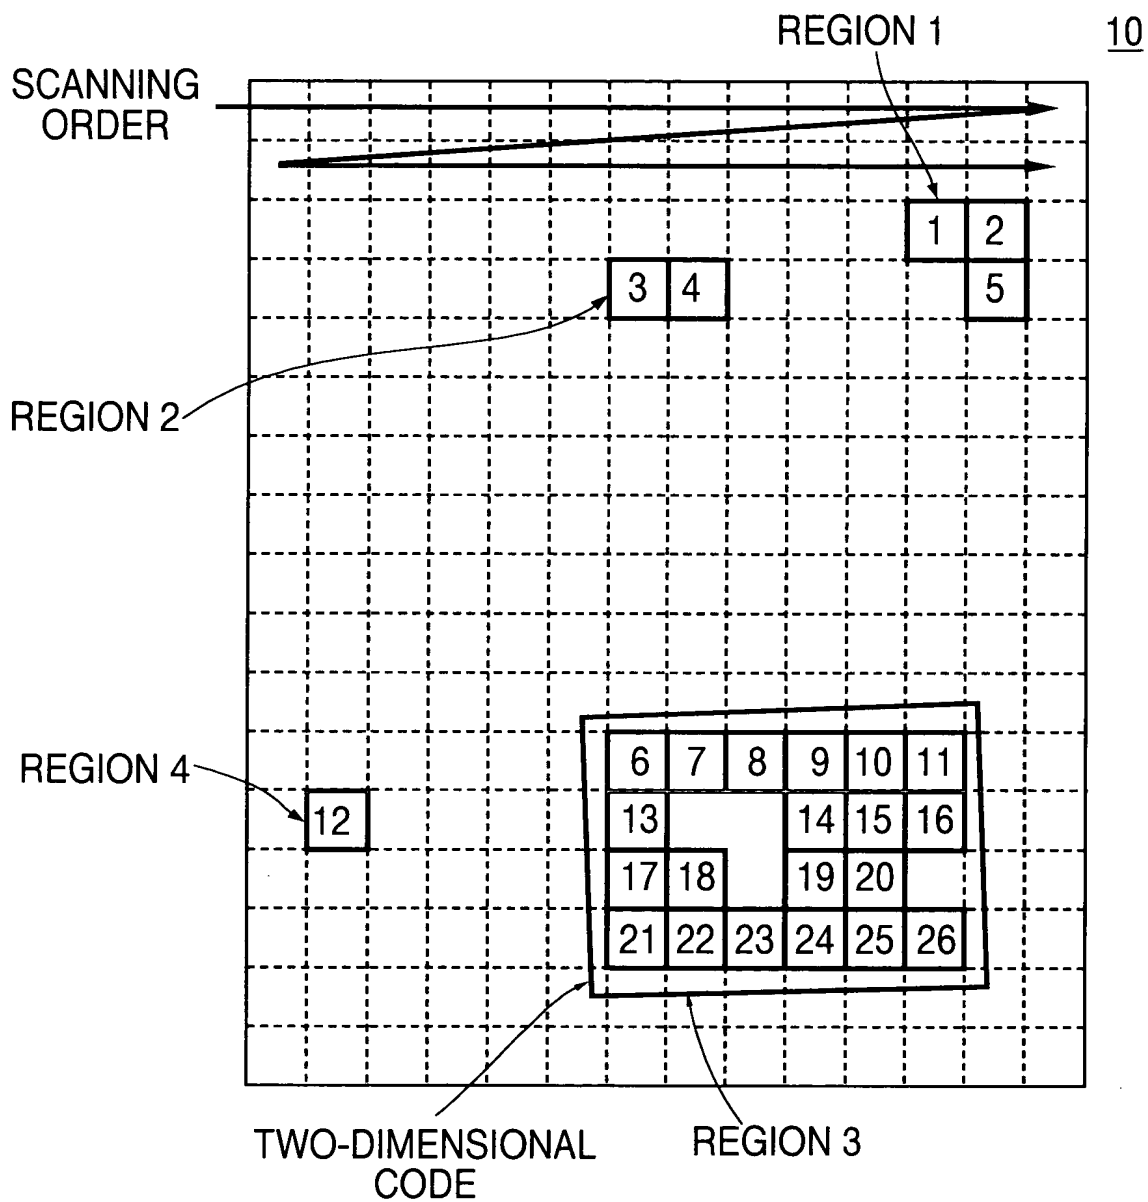 REGION 1
10
SCANNING
ORDER
1 2
3 4 5
REGION 2
6 7 8 9 10 11
REGION 4
12 13 14 15 16
17 18 19 20
21 22 23 24 25 26
TWO-DIMENSIONAL
CODE
REGION 3